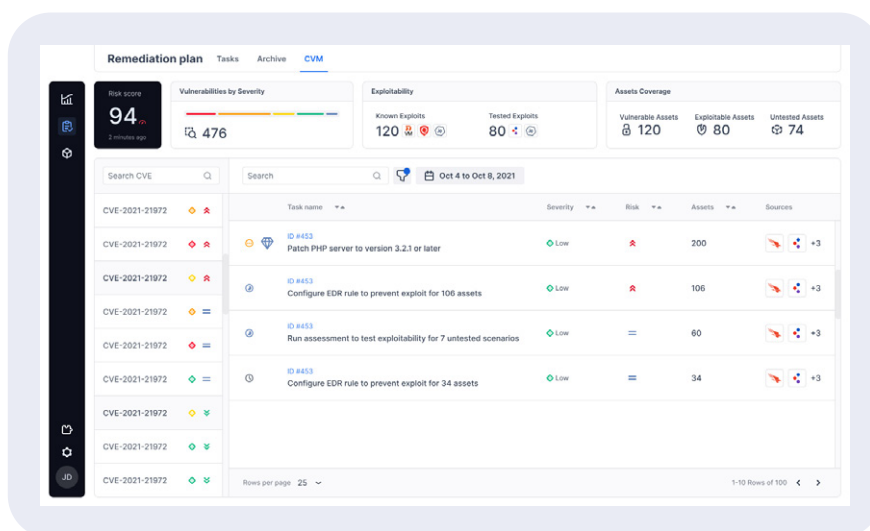 Remediation plan Tasks Archive CVM
Risk score
94
2 minutes ago
Vulnerabilities by Severity
476
Exploitability
Known Exploits Tested Exploits
120 80
Assets Coverage
Vulnerable Assets Exploitable Assets Untested Assets
120 80 74
Search CVE
CVE-2021-21972
CVE-2021-21972
CVE-2021-21972
CVE-2021-21972
CVE-2021-21972
CVE-2021-21972
CVE-2021-21972
CVE-2021-21972
CVE-2021-21972
Search Oct 4 to Oct 8, 2021
Task name Severity Risk Assets Sources
ID #453
Patch PHP server to version 3.2.1 or later Low 200 +3
ID #453
Configure EDR rule to prevent exploit for 106 assets Low 106 +3
ID #453
Run assessment to test exploitability for 7 untested scenarios Low 60 +3
ID #453
Configure EDR rule to prevent exploit for 34 assets Low 34 +3
Rows per page 25 1-10 Rows of 100
JD